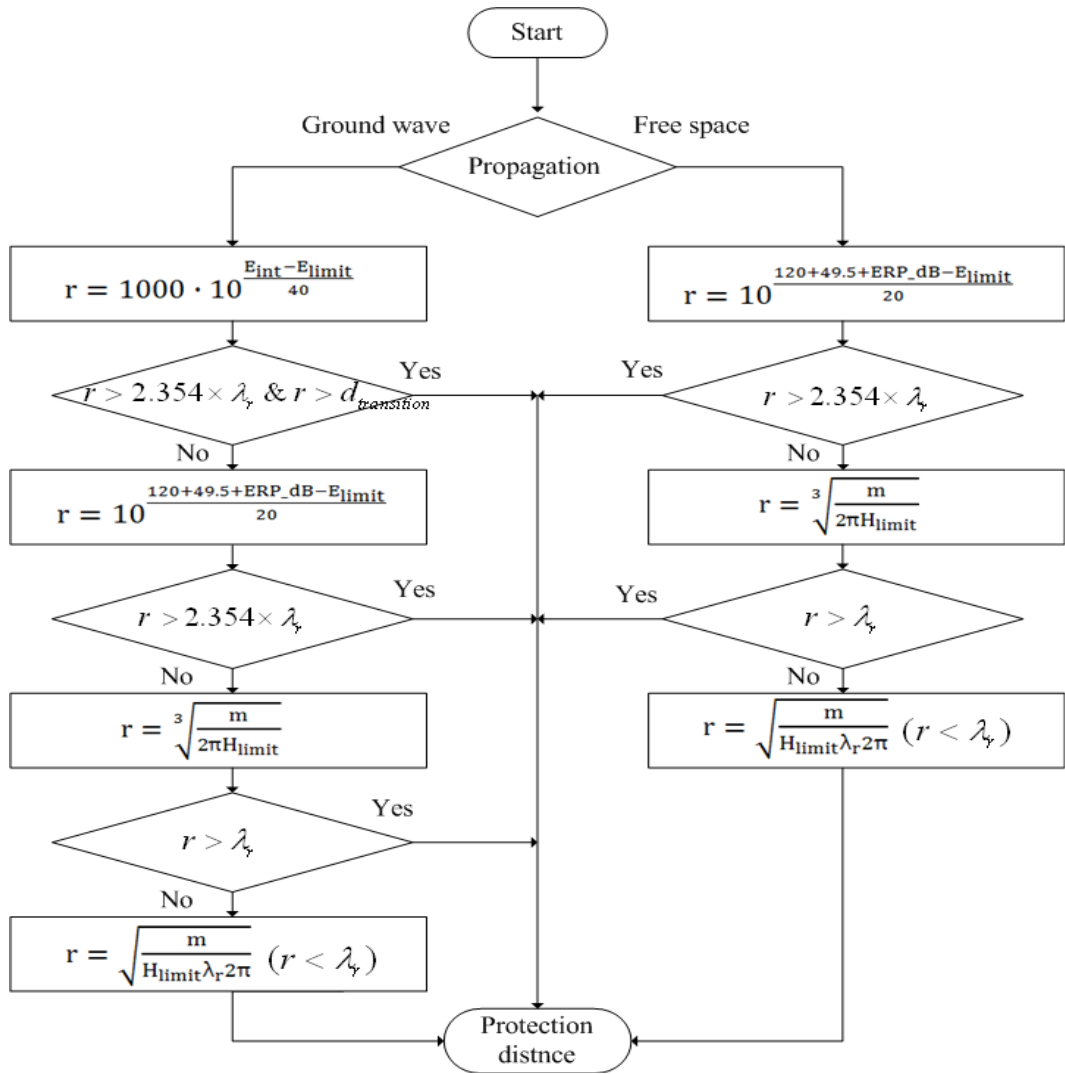 Start
Ground wave
Free space
Propagation
r = 1000 · 10^((E_int−E_limit)/40)
r = 10^((120+49.5+ERP_dB−E_limit)/20)
r > 2.354 × λ_r & r > d_transition
Yes
Yes
r > 2.354 × λ_r
No
No
r = 10^((120+49.5+ERP_dB−E_limit)/20)
r = ∛(m/(2πH_limit))
r > 2.354 × λ_r
Yes
Yes
r > λ_r
No
No
r = ∛(m/(2πH_limit))
r = √(m/(H_limit λ_r 2π)) (r < λ_r)
r > λ_r
Yes
No
r = √(m/(H_limit λ_r 2π)) (r < λ_r)
Protection
distnce